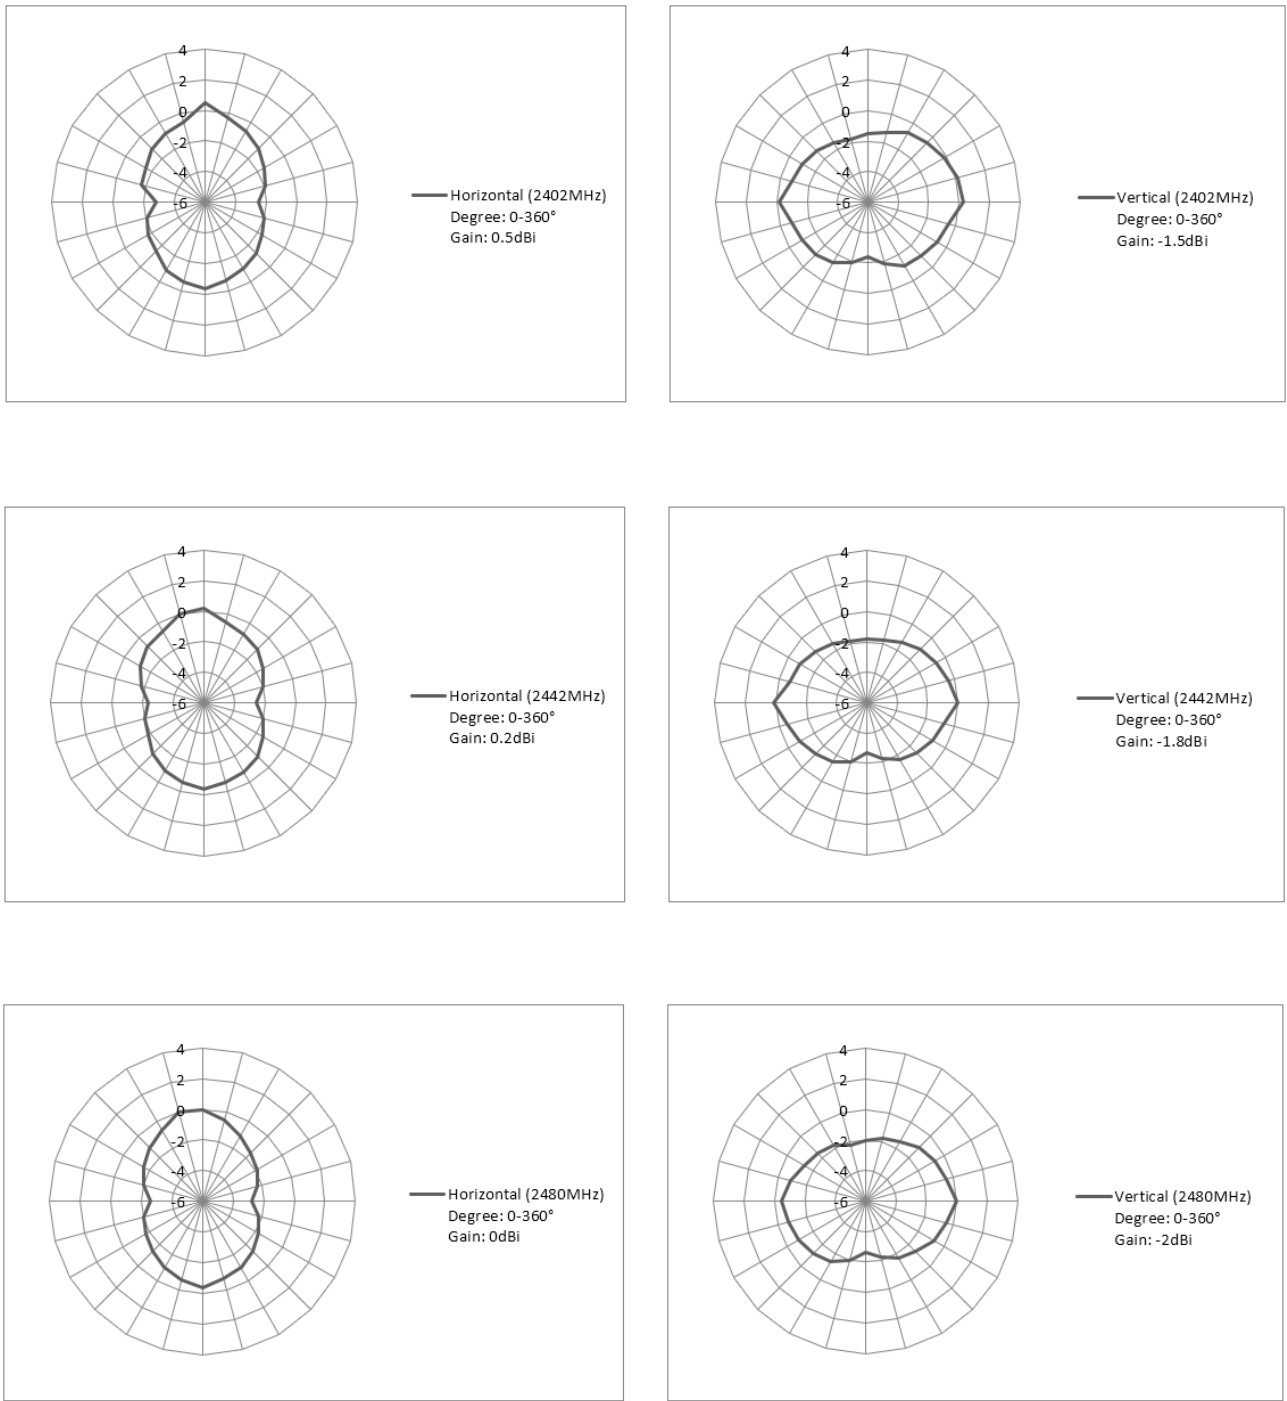 4
2
0
-2
-4
-6
Horizontal (2402MHz)
Degree: 0-360°
Gain: 0.5dBi
4
2
0
-2
-4
-6
Vertical (2402MHz)
Degree: 0-360°
Gain: -1.5dBi
4
2
0
-2
-4
-6
Horizontal (2442MHz)
Degree: 0-360°
Gain: 0.2dBi
4
2
0
-2
-4
-6
Vertical (2442MHz)
Degree: 0-360°
Gain: -1.8dBi
4
2
0
-2
-4
-6
Horizontal (2480MHz)
Degree: 0-360°
Gain: 0dBi
4
2
0
-2
-4
-6
Vertical (2480MHz)
Degree: 0-360°
Gain: -2dBi